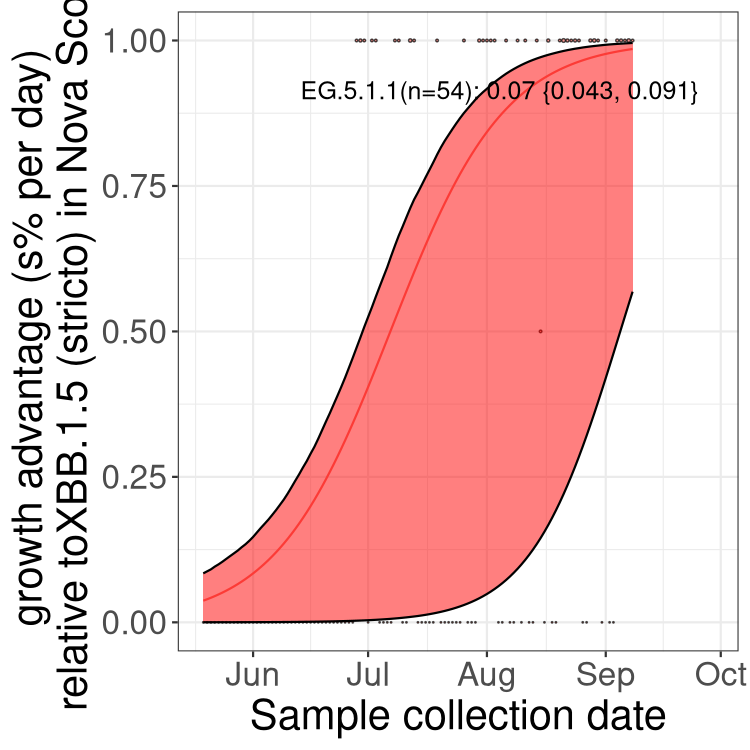 growth advantage (s% per day)
relative toXBB.1.5 (stricto) in Nova Sco
1.00
0.75
0.50
0.25
0.00
EG.5.1.1(n=54): 0.07 {0.043, 0.091}
Jun Jul Aug Sep Oct
Sample collection date